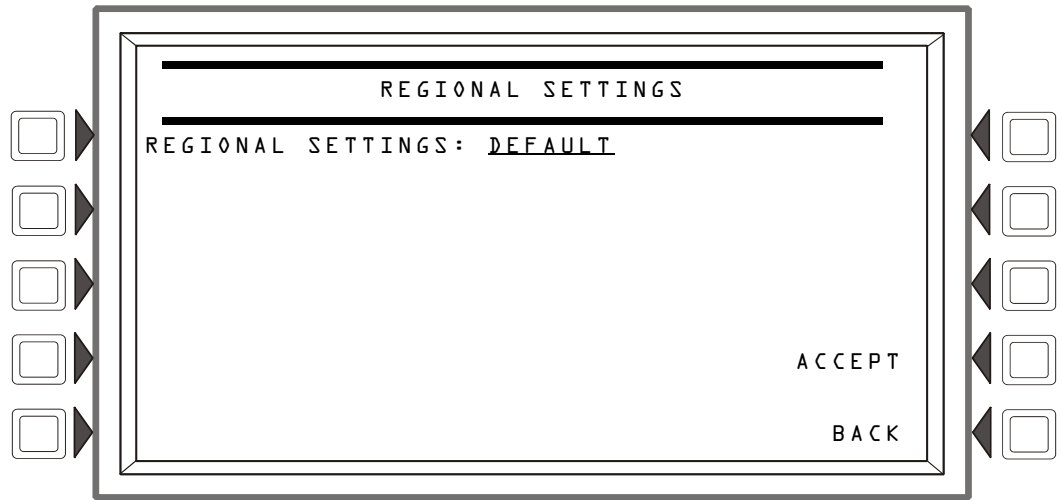 REGIONAL SETTINGS
REGIONAL SETTINGS: DEFAULT
ACCEPT
BACK